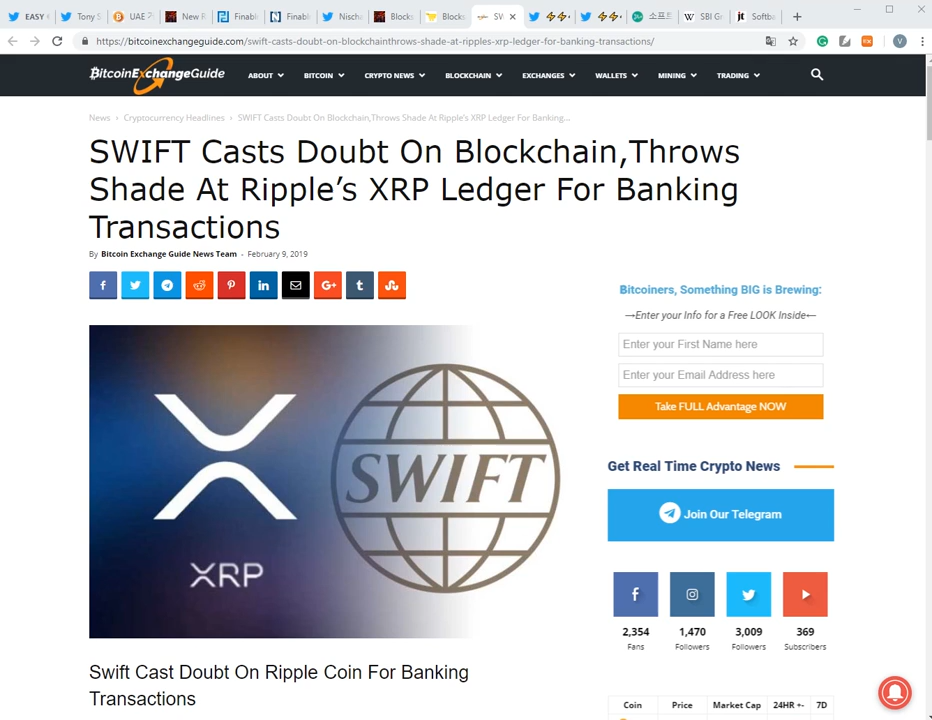 EASY
Tony S
UAE P
New R
Finabl
Finabl
Nischa
Blocks
Blocks
SV
소프트
SBI Gr
Softba
https://bitcoinexchangeguide.com/swift-casts-doubt-on-blockchainthrows-shade-at-ripples-xrp-ledger-for-banking-transactions/
V
BitcoinExchangeGuide
ABOUT
BITCOIN
CRYPTO NEWS
BLOCKCHAIN
EXCHANGES
WALLETS
MINING
TRADING
News › Cryptocurrency Headlines › SWIFT Casts Doubt On Blockchain,Throws Shade At Ripple's XRP Ledger For Banking...
SWIFT Casts Doubt On Blockchain,Throws
Shade At Ripple's XRP Ledger For Banking
Transactions
By Bitcoin Exchange Guide News Team - February 9, 2019
Bitcoiners, Something BIG is Brewing:
→Enter your Info for a Free LOOK Inside←
Enter your First Name here
Enter your Email Address here
Take FULL Advantage NOW
XRP
SWIFT
Get Real Time Crypto News
Join Our Telegram
2,354 1,470 3,009 369
Fans Followers Followers Subscribers
Swift Cast Doubt On Ripple Coin For Banking
Transactions
Coin Price Market Cap 24HR +- 7D